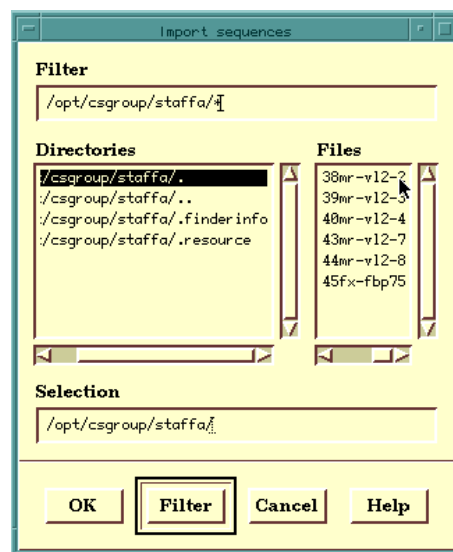 Import sequences
Filter
/opt/csgroup/staffa/*
Directories
Files
:/csgroup/staffa/.
:/csgroup/staffa/..
:/csgroup/staffa/.finderinfo
:/csgroup/staffa/.resource
38mr-v12-2
39mr-v12-3
40mr-v12-4
43mr-v12-7
44mr-v12-8
45fx-fbp75
Selection
/opt/csgroup/staffa/
OK
Filter
Cancel
Help